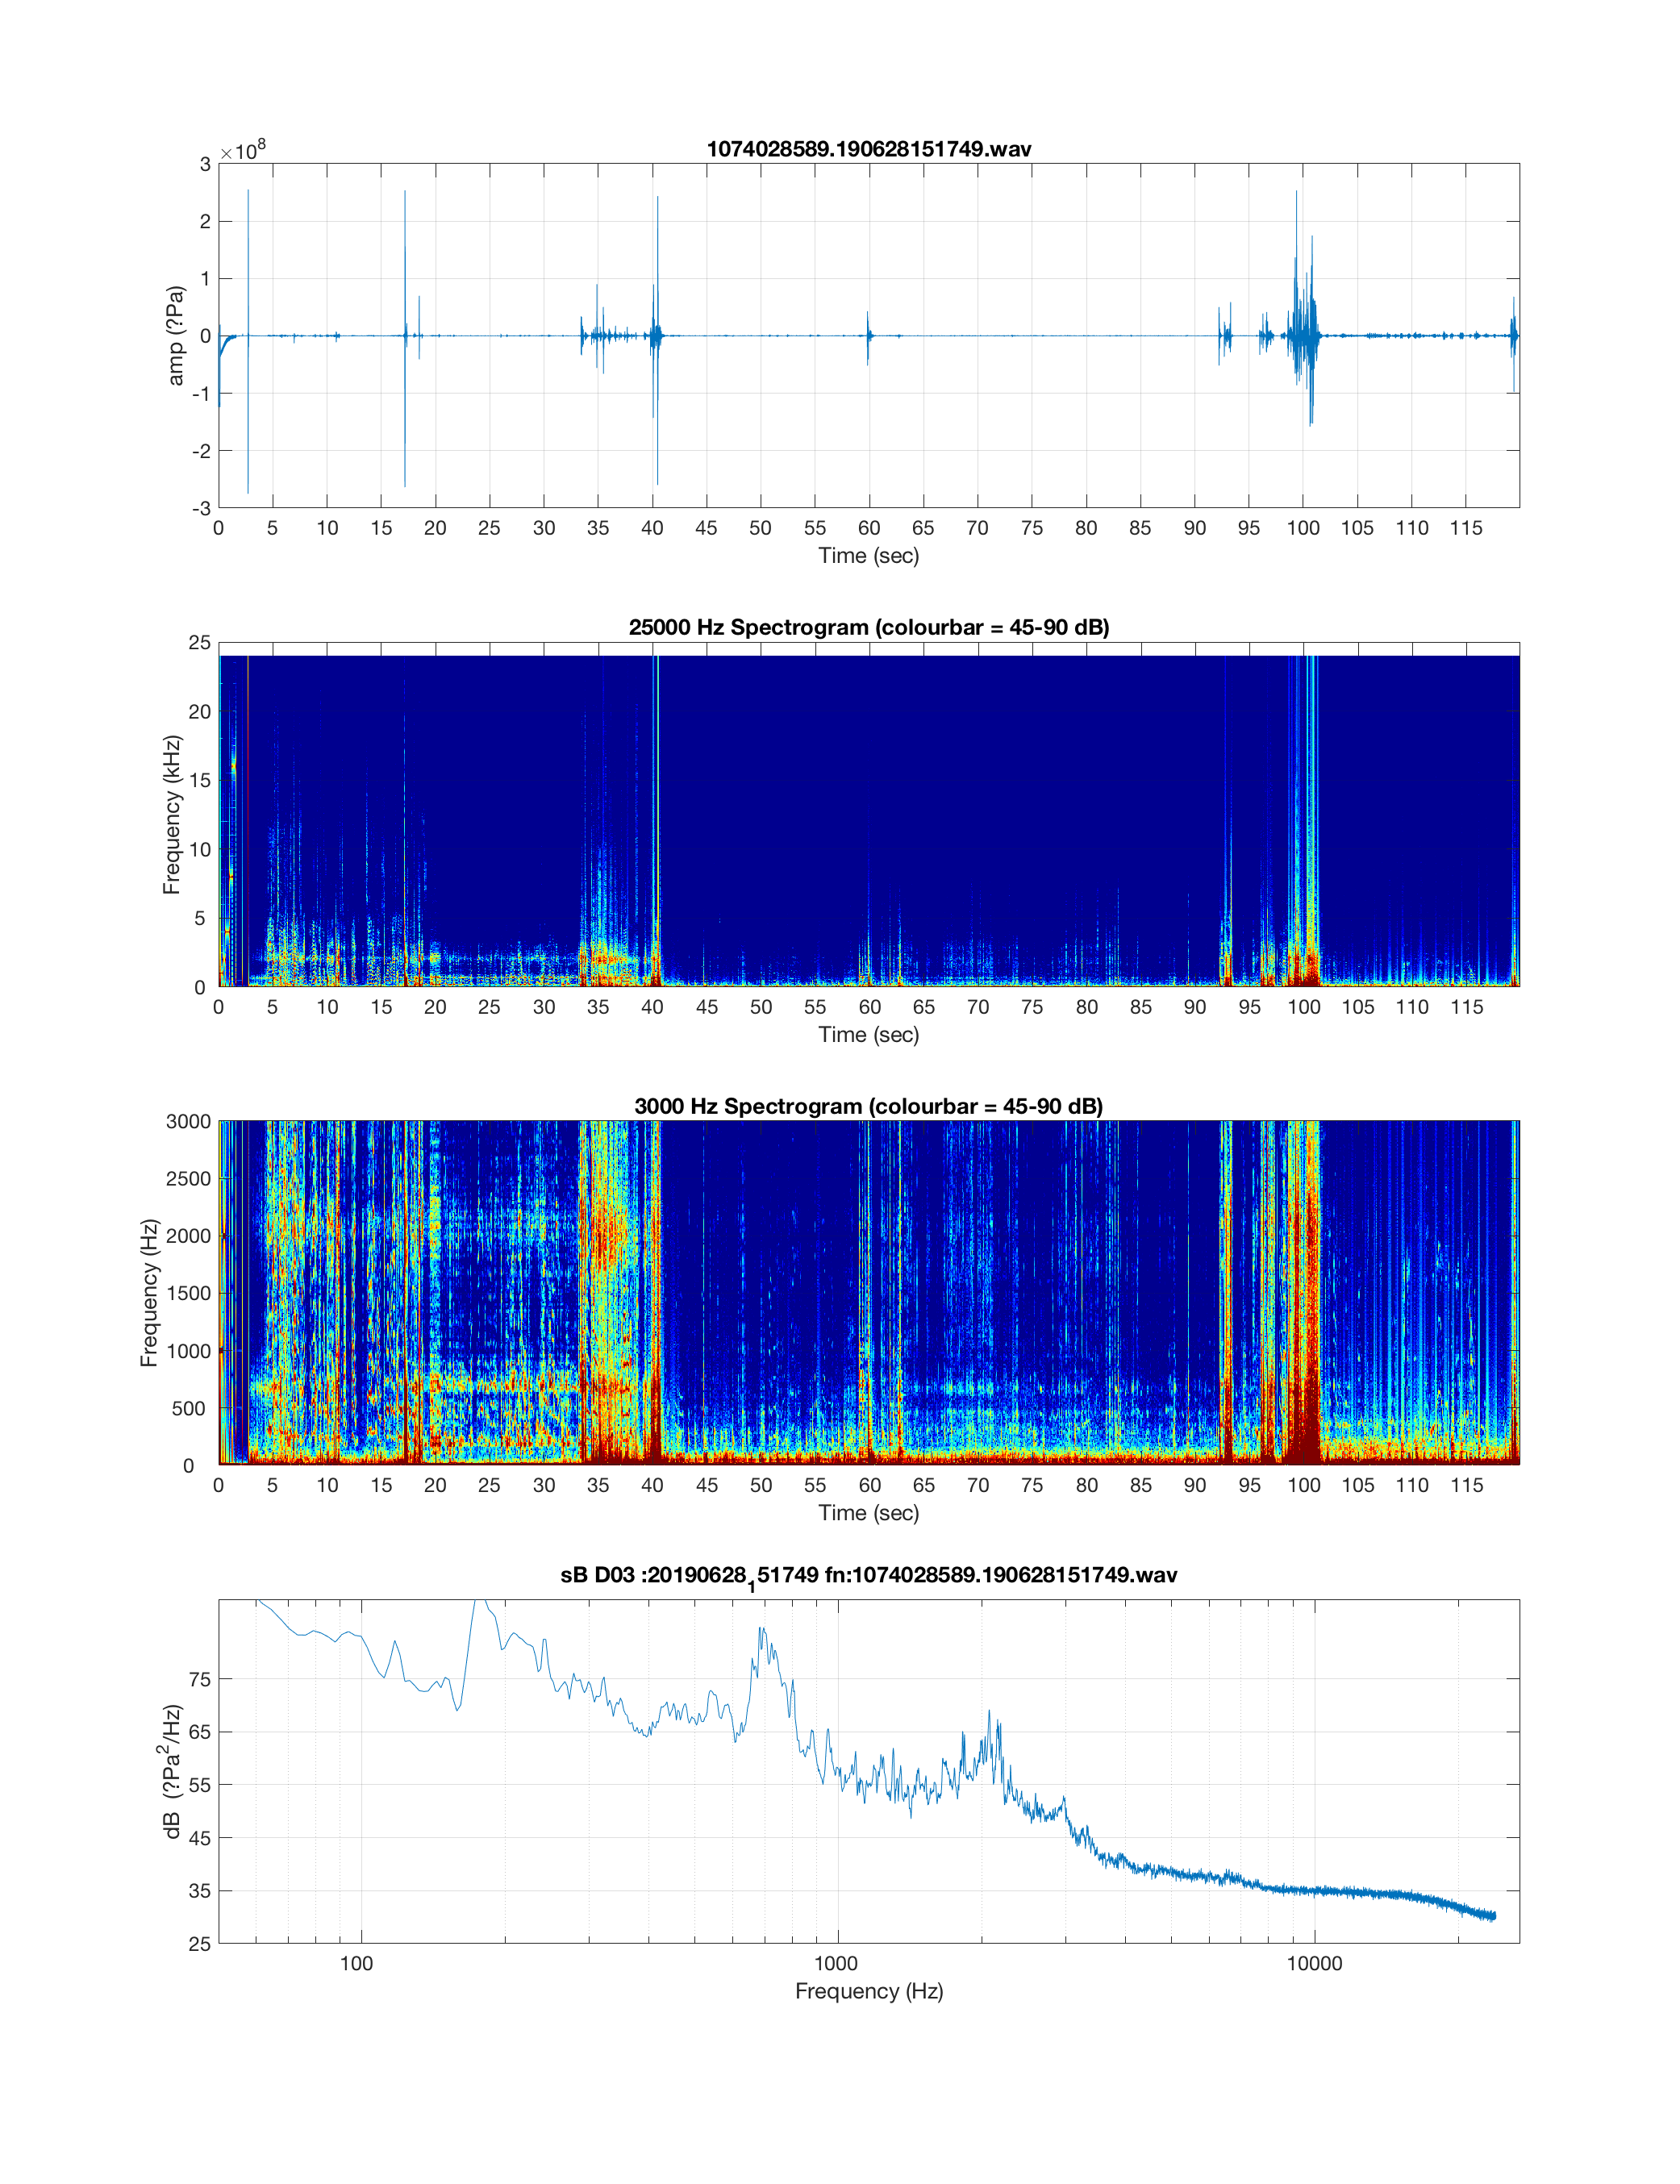 1074028589.190628151749.wav
×10^8
3
2
1
0
-1
-2
-3
amp (?Pa)
0 5 10 15 20 25 30 35 40 45 50 55 60 65 70 75 80 85 90 95 100 105 110 115
Time (sec)
25000 Hz Spectrogram (colourbar = 45-90 dB)
25
20
15
10
5
0
Frequency (kHz)
0 5 10 15 20 25 30 35 40 45 50 55 60 65 70 75 80 85 90 95 100 105 110 115
Time (sec)
3000 Hz Spectrogram (colourbar = 45-90 dB)
3000
2500
2000
1500
1000
500
0
Frequency (Hz)
0 5 10 15 20 25 30 35 40 45 50 55 60 65 70 75 80 85 90 95 100 105 110 115
Time (sec)
sB D03 :20190628_151749 fn:1074028589.190628151749.wav
75
65
55
45
35
25
dB (?Pa²/Hz)
100 1000 10000
Frequency (Hz)